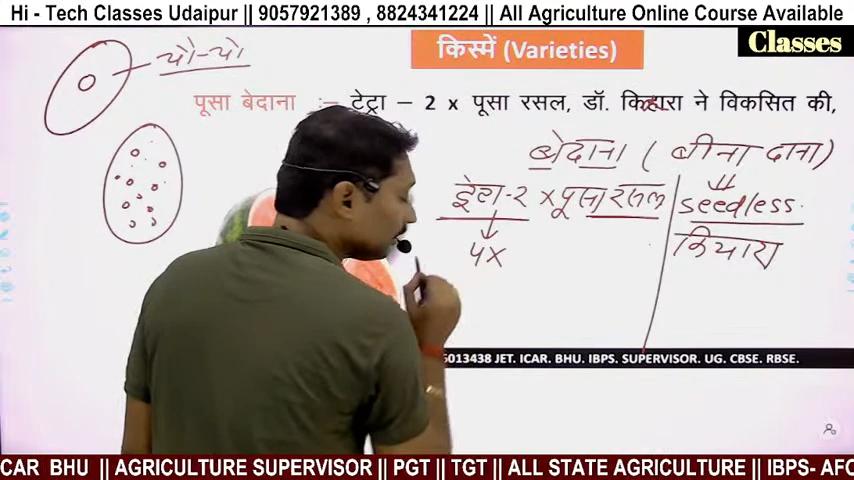 Hi - Tech Classes Udaipur || 9057921389 , 8824341224 || All Agriculture Online Course Available
Classes
किस्में (Varieties)
यो-यो
पूसा बेदाना :- टेट्रा - 2 x पूसा रसल, डॉ. किहारा ने विकसित की,
बेदाना (बीना दाना)
-2 x पूसा रसल
seedless
4x
कियारा
5013438 JET. ICAR. BHU. IBPS. SUPERVISOR. UG. CBSE. RBSE.
CAR BHU || AGRICULTURE SUPERVISOR || PGT || TGT || ALL STATE AGRICULTURE || IBPS- AFO